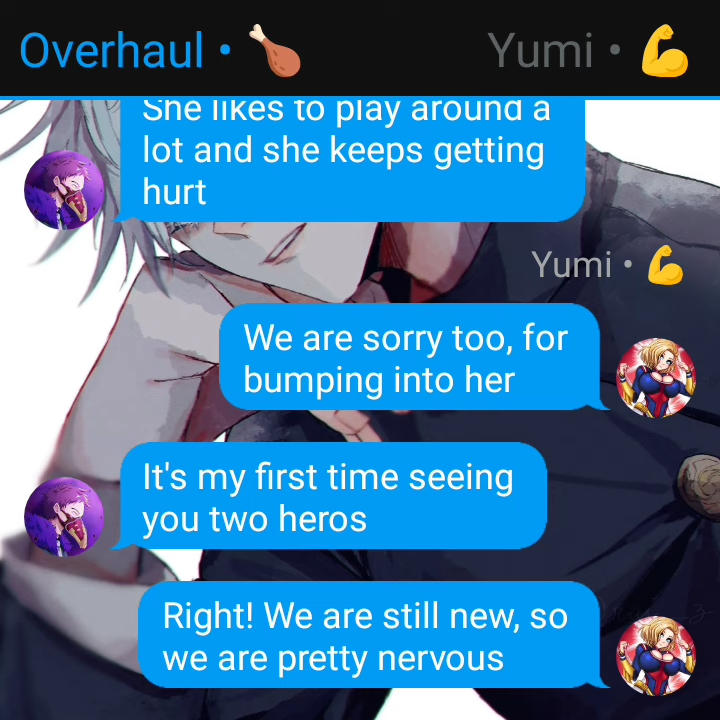 Overhaul • 🍗
Yumi • 💪
She likes to play around a
lot and she keeps getting
hurt
Yumi • 💪
We are sorry too, for
bumping into her
It's my first time seeing
you two heros
Right! We are still new, so
we are pretty nervous